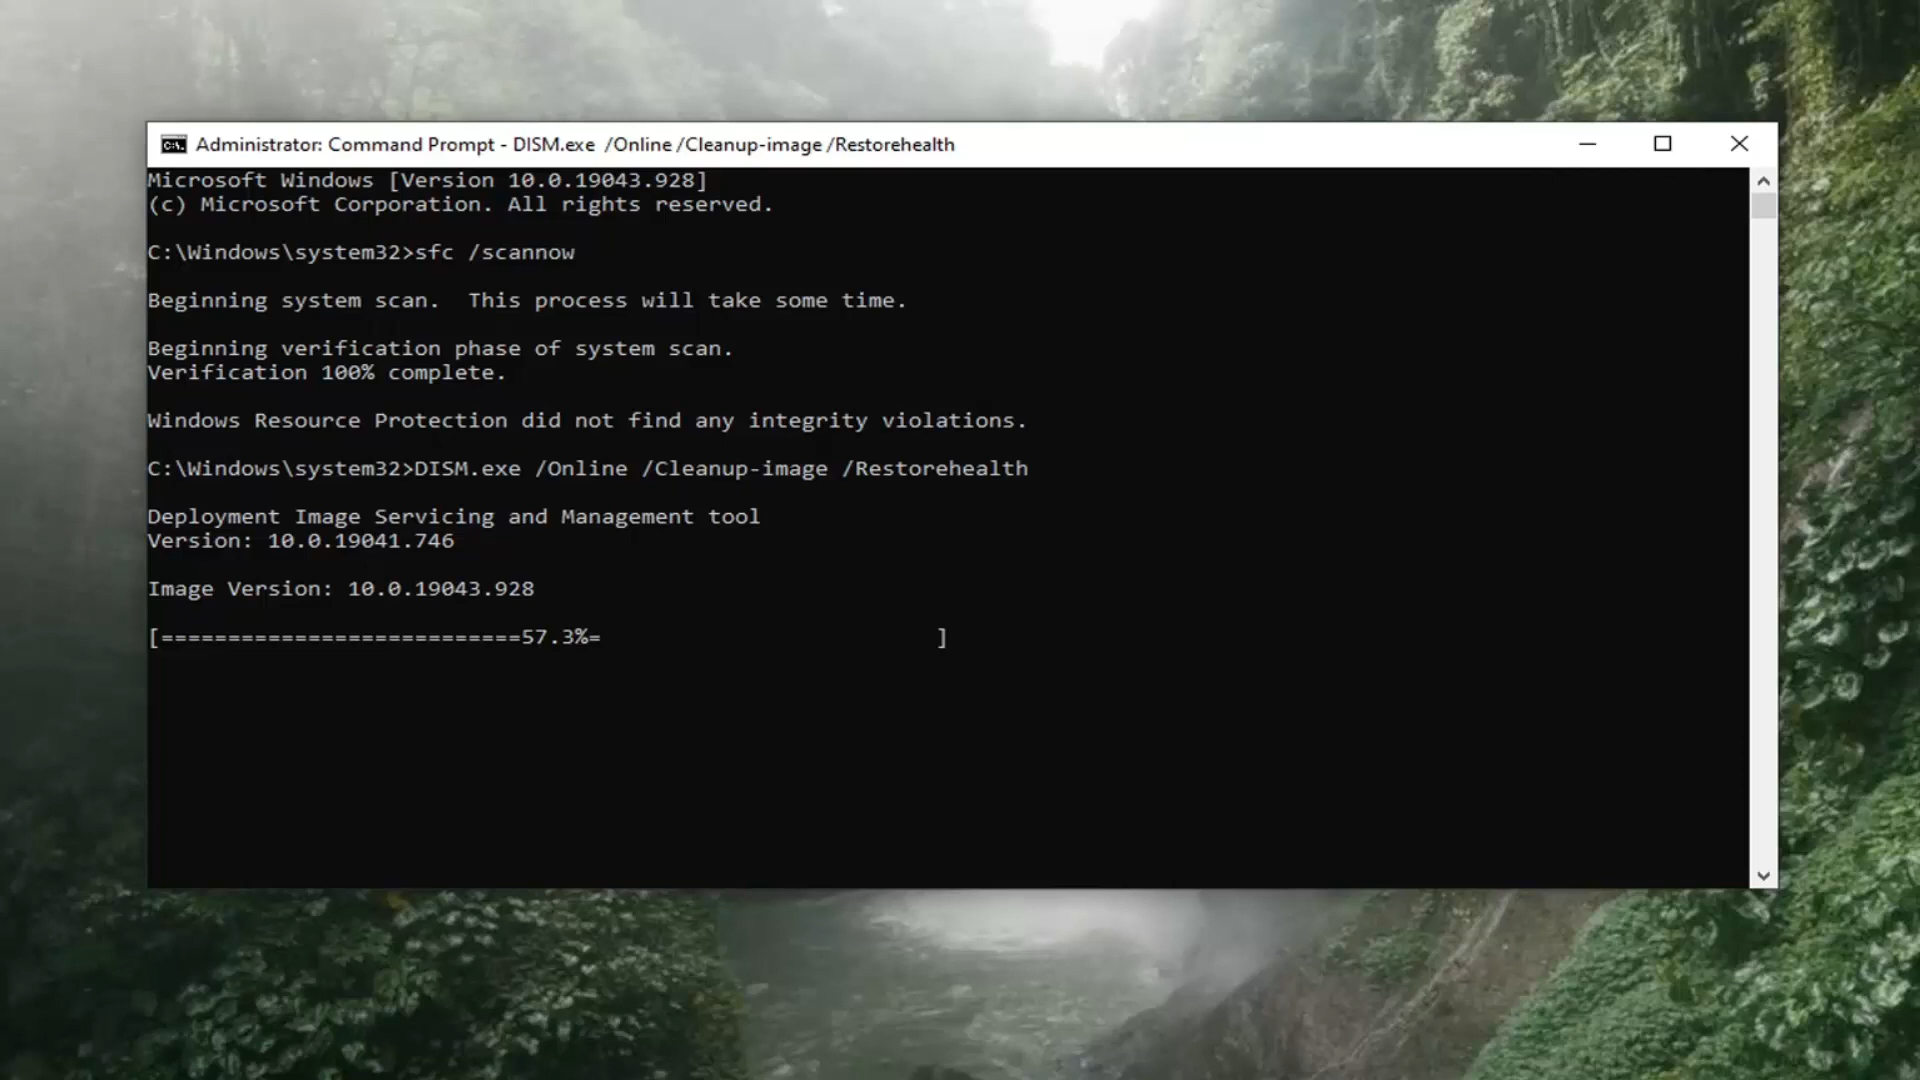 Administrator: Command Prompt - DISM.exe  /Online /Cleanup-image /Restorehealth
Microsoft Windows [Version 10.0.19043.928]
(c) Microsoft Corporation. All rights reserved.
C:\Windows\system32>sfc /scannow
Beginning system scan.  This process will take some time.
Beginning verification phase of system scan.
Verification 100% complete.
Windows Resource Protection did not find any integrity violations.
C:\Windows\system32>DISM.exe /Online /Cleanup-image /Restorehealth
Deployment Image Servicing and Management tool
Version: 10.0.19041.746
Image Version: 10.0.19043.928
[===========================57.3%=                         ]